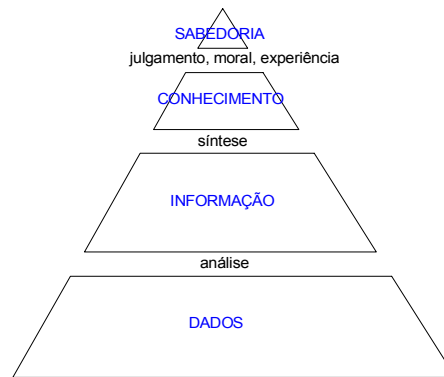 SABEDORIA
julgamento, moral, experiência
CONHECIMENTO
síntese
INFORMAÇÃO
análise
DADOS